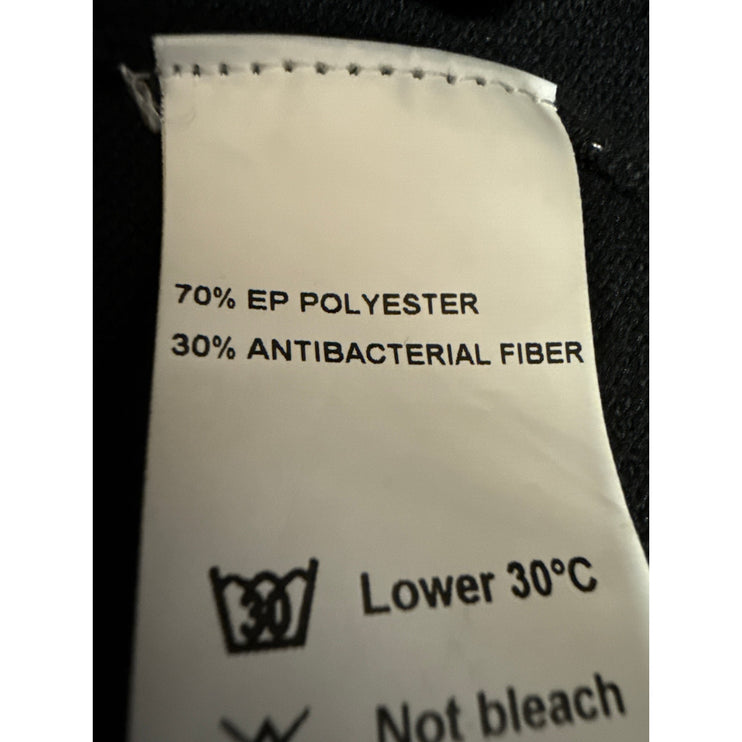 70% EP POLYESTER
30% ANTIBACTERIAL FIBER
30 Lower 30°C
Not bleach